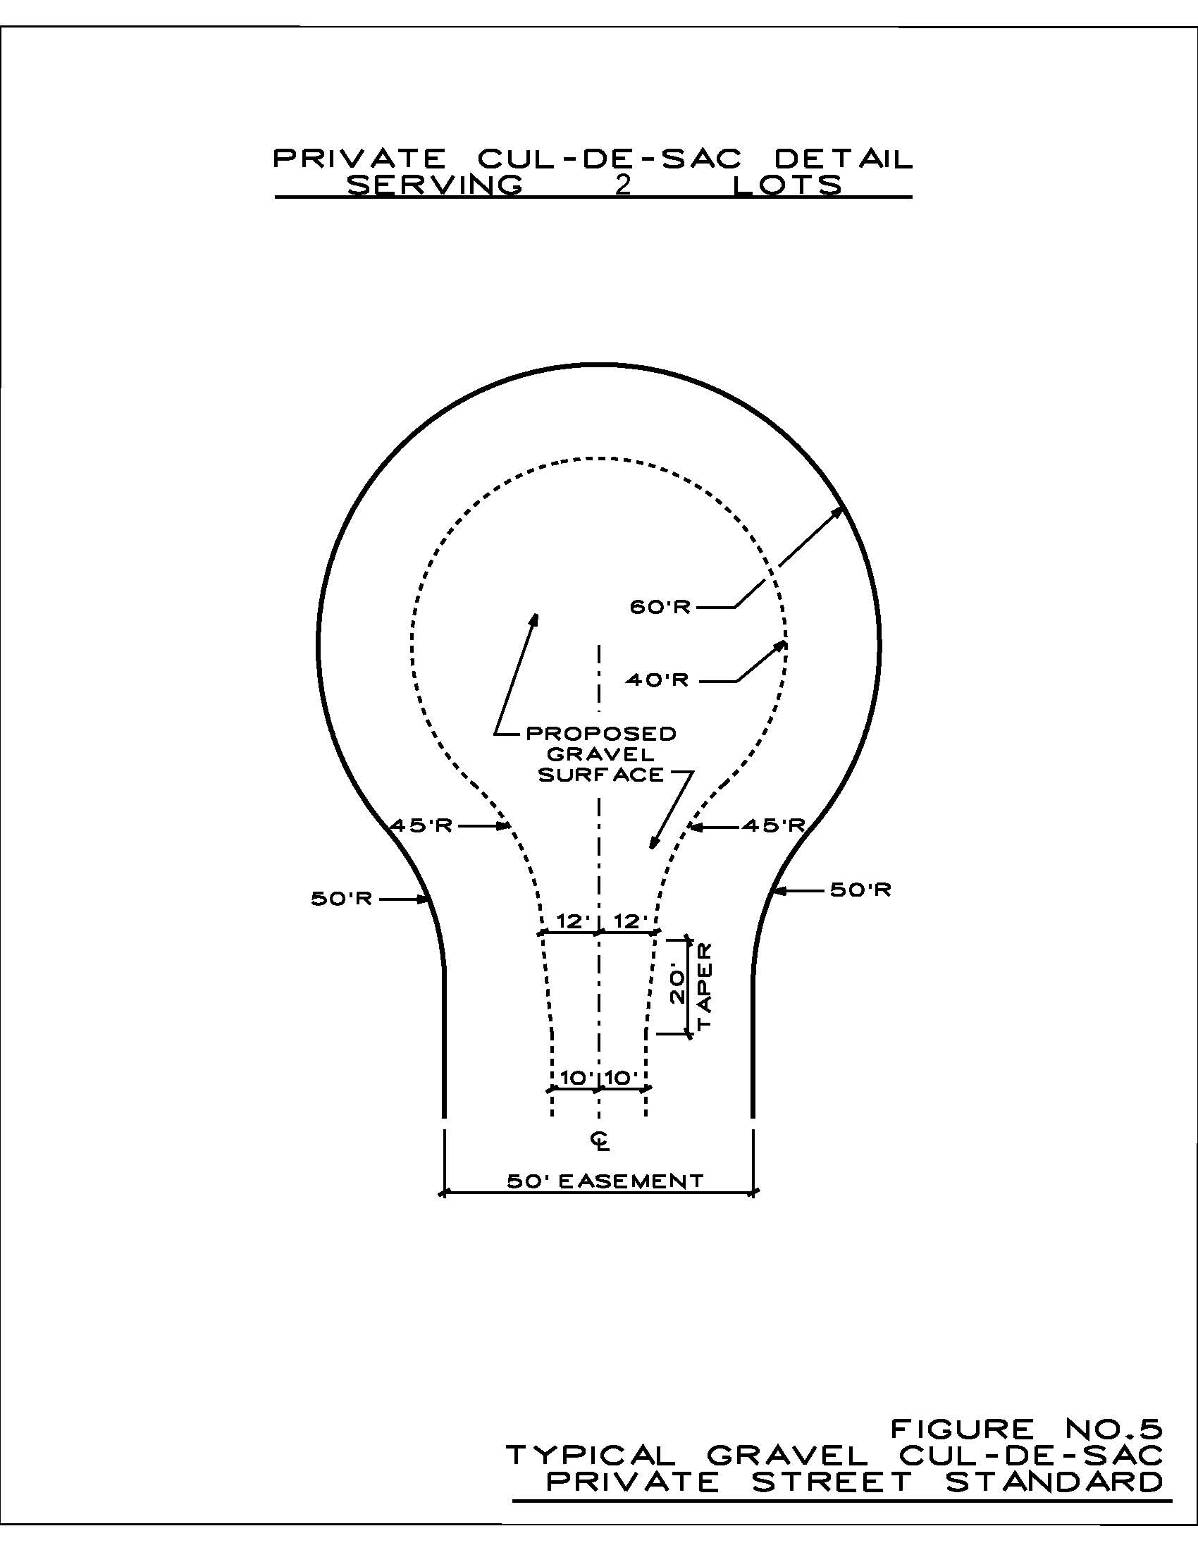 PRIVATE CUL-DE-SAC DETAIL
SERVING 2 LOTS
60'R
40'R
PROPOSED
GRAVEL
SURFACE
45'R
45'R
50'R
50'R
12' 12'
20'
TAPER
10' 10'
℄
50' EASEMENT
FIGURE NO.5
TYPICAL GRAVEL CUL-DE-SAC
PRIVATE STREET STANDARD